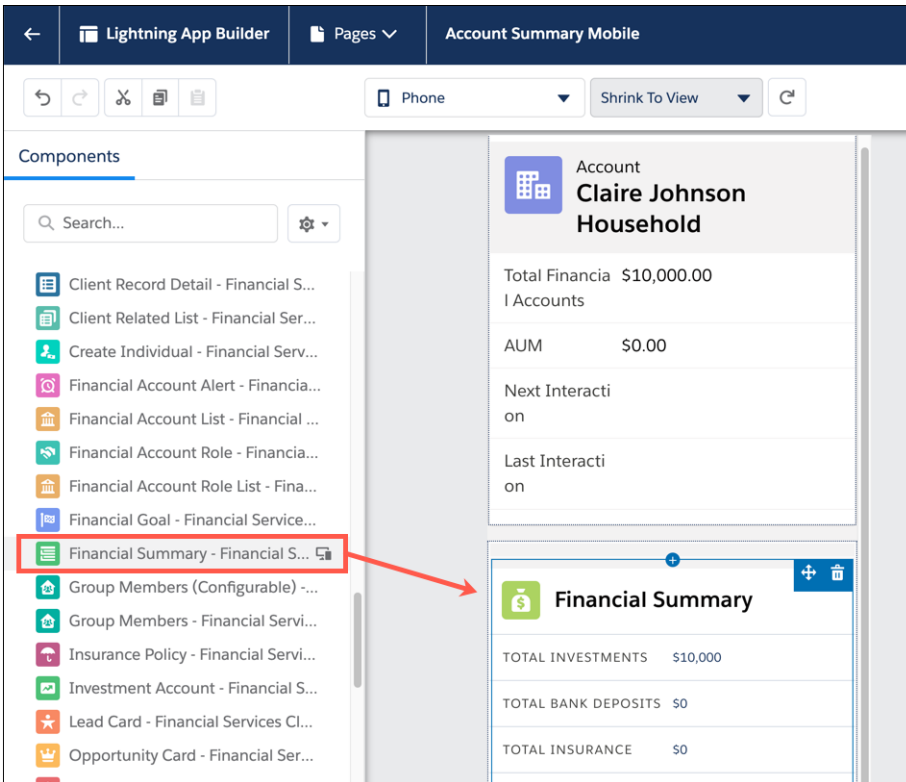 Lightning App Builder
Pages
Account Summary Mobile
Phone
Shrink To View
Components
Search...
Client Record Detail - Financial S...
Client Related List - Financial Ser...
Create Individual - Financial Serv...
Financial Account Alert - Financia...
Financial Account List - Financial ...
Financial Account Role - Financia...
Financial Account Role List - Fina...
Financial Goal - Financial Service...
Financial Summary - Financial S...
Group Members (Configurable) -...
Group Members - Financial Servi...
Insurance Policy - Financial Servi...
Investment Account - Financial S...
Lead Card - Financial Services Cl...
Opportunity Card - Financial Ser...
Account
Claire Johnson
Household
Total Financia $10,000.00
l Accounts
AUM $0.00
Next Interacti
on
Last Interacti
on
Financial Summary
TOTAL INVESTMENTS $10,000
TOTAL BANK DEPOSITS $0
TOTAL INSURANCE $0